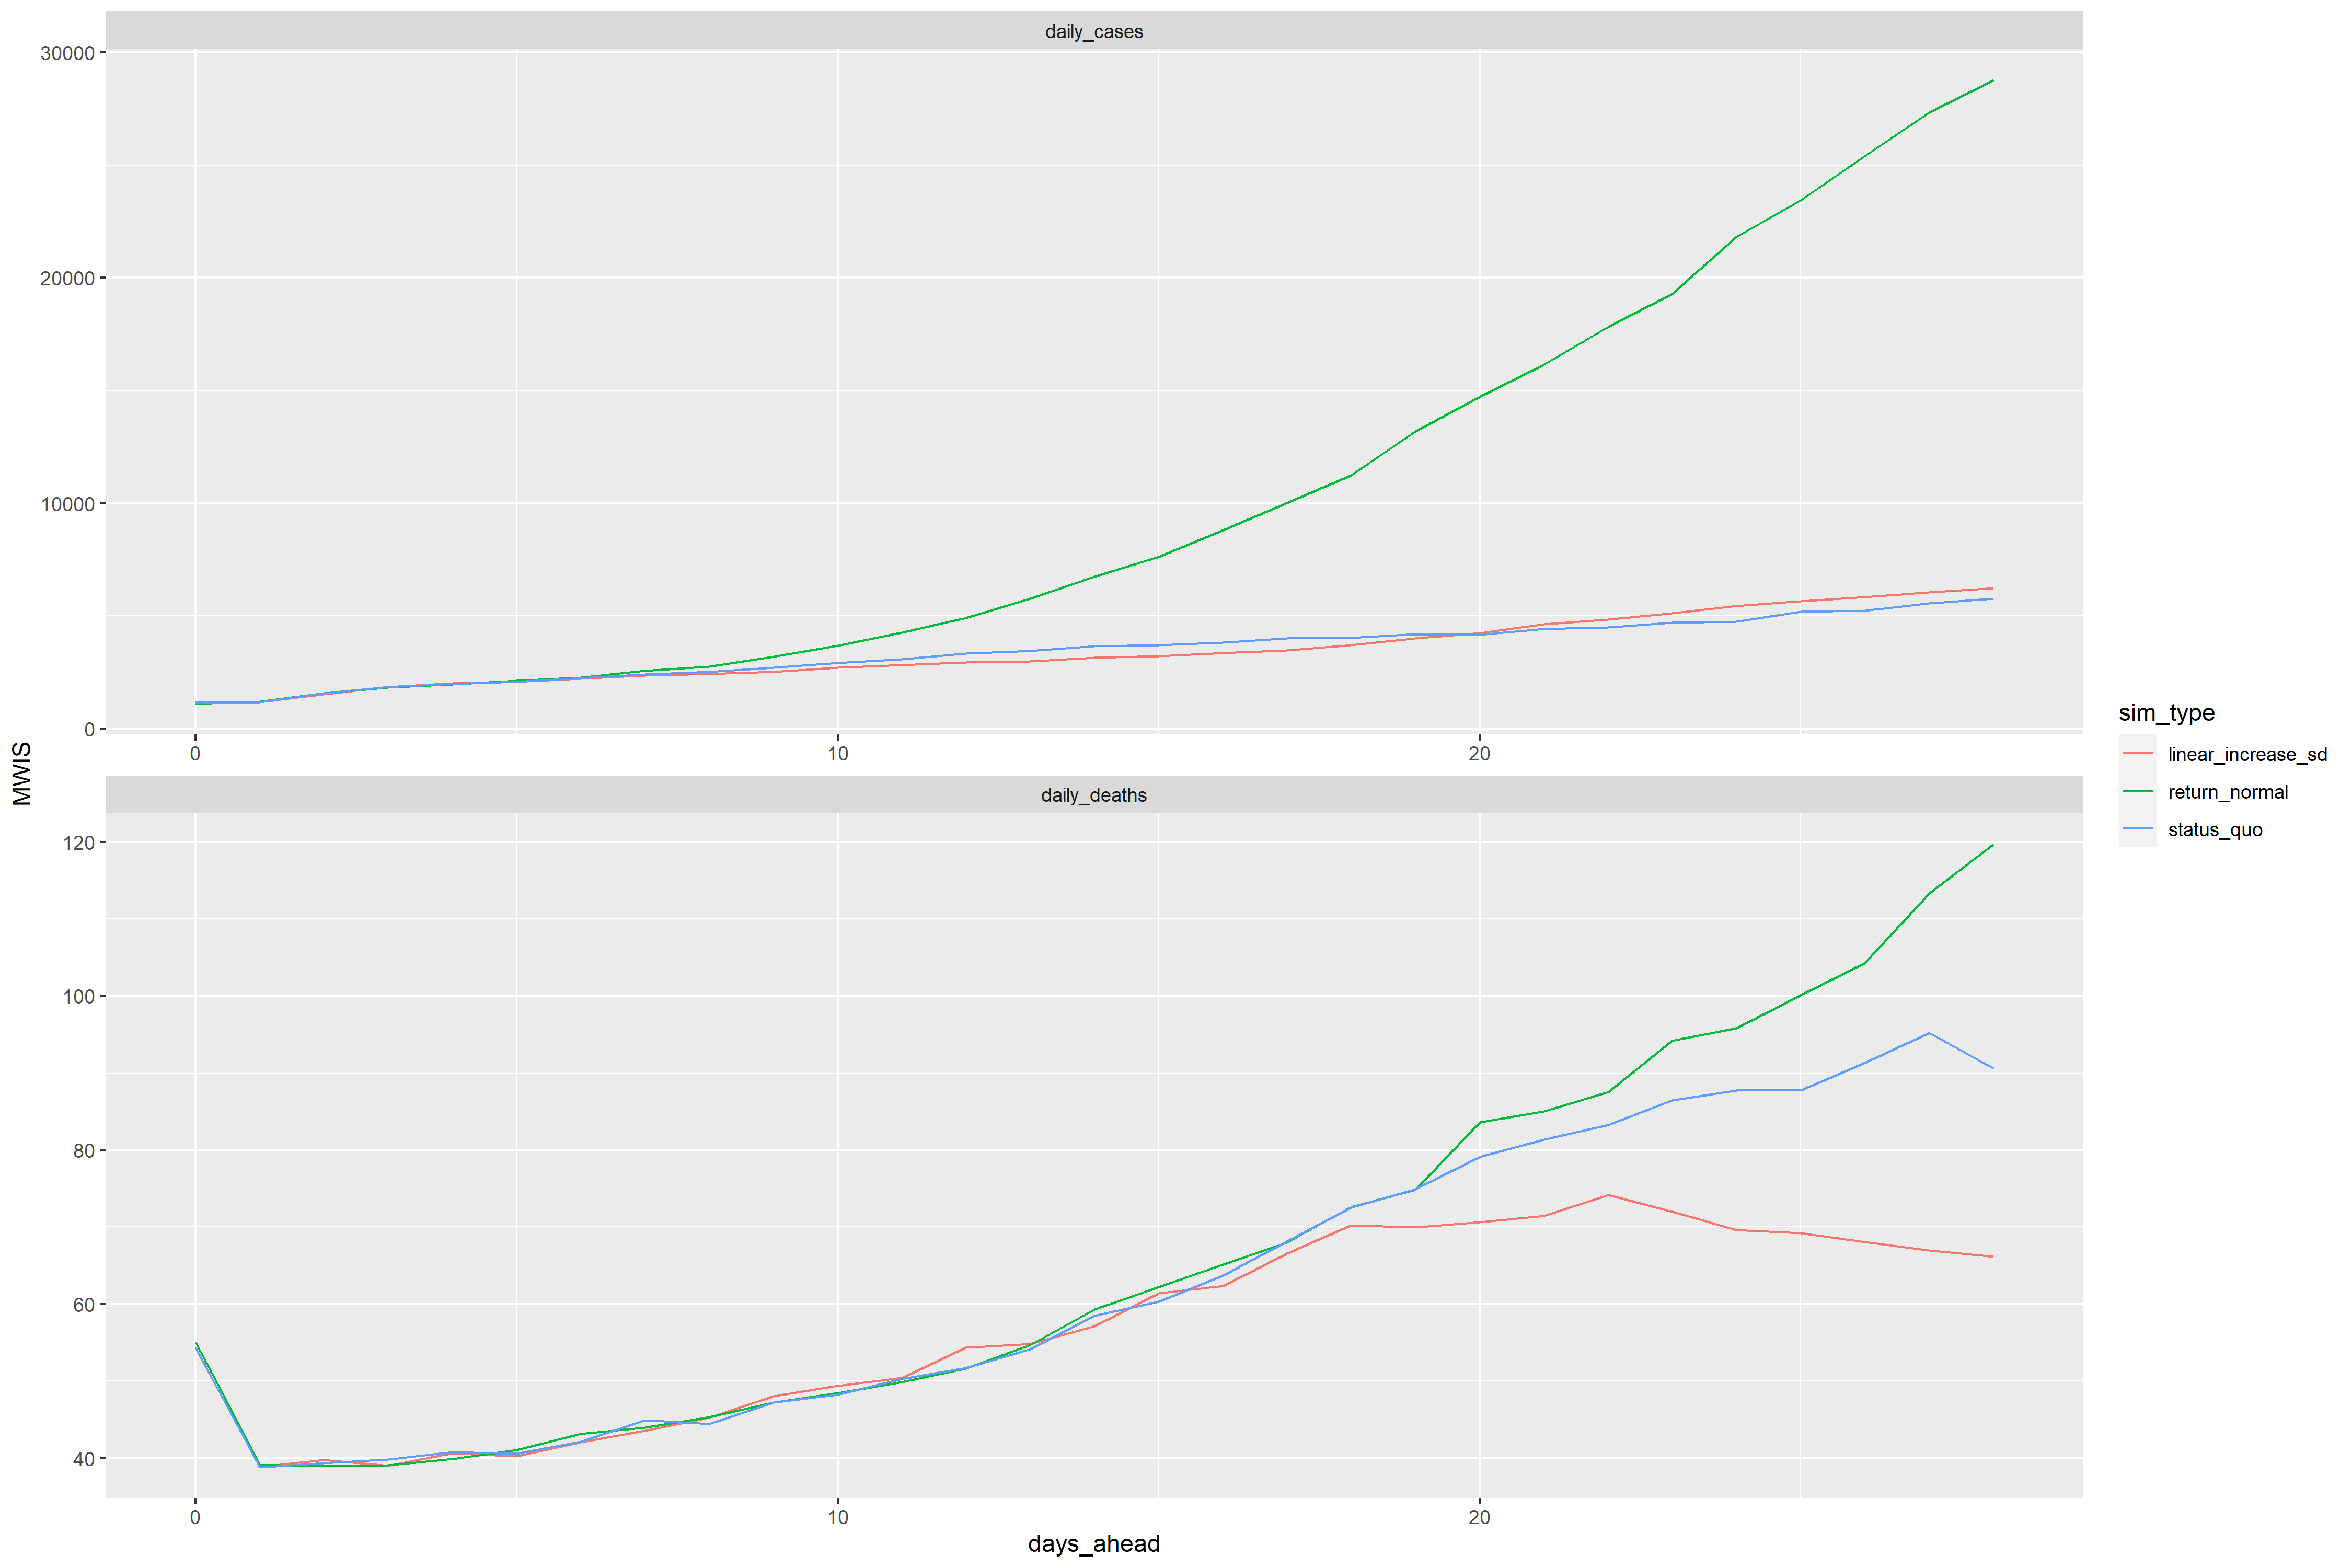 daily_cases
30000
20000
10000
0
0 10 20
daily_deaths
120
100
80
60
40
0 10 20
days_ahead
MWIS
sim_type
linear_increase_sd
return_normal
status_quo